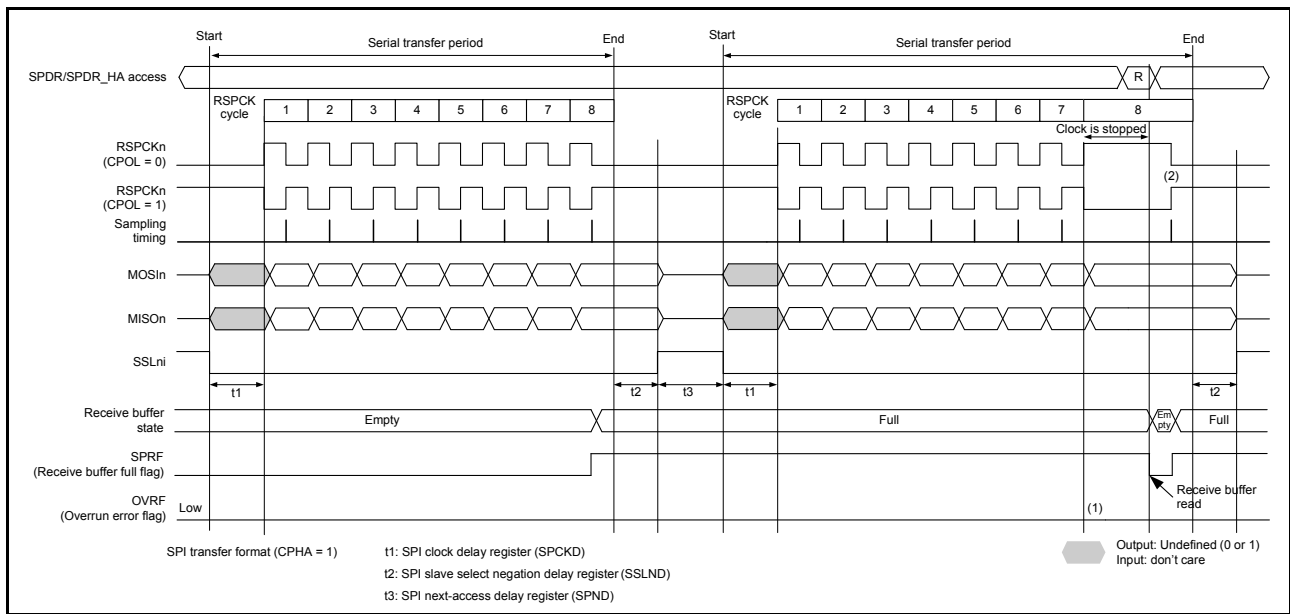 Start
Serial transfer period
End
Start
Serial transfer period
End
SPDR/SPDR_HA access
R
RSPCK
cycle
1 2 3 4 5 6 7 8
RSPCK
cycle
1 2 3 4 5 6 7 8
Clock is stopped
RSPCKn
(CPOL = 0)
(2)
RSPCKn
(CPOL = 1)
Sampling
timing
MOSIn
MISOn
SSLni
t1
t2
t3
t1
t2
Receive buffer
state
Empty
Full
Em
pty
Full
SPRF
(Receive buffer full flag)
Receive buffer
read
OVRF
(Overrun error flag)
Low
(1)
SPI transfer format (CPHA = 1)
t1: SPI clock delay register (SPCKD)
t2: SPI slave select negation delay register (SSLND)
t3: SPI next-access delay register (SPND)
Output: Undefined (0 or 1)
Input: don’t care